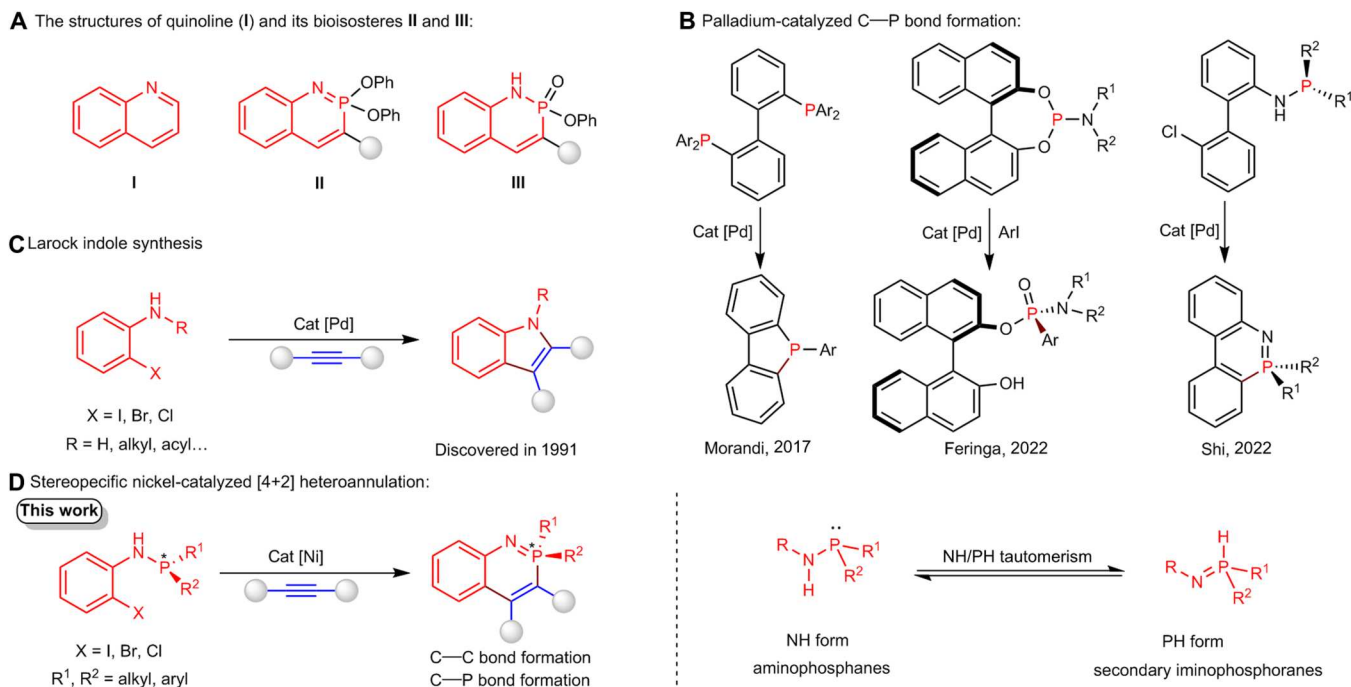 A The structures of quinoline (I) and its bioisosteres II and III:
N
I
N
P
OPh
OPh
II
H
N
O
P
OPh
III
B Palladium-catalyzed C—P bond formation:
PAr2
Ar2P
Cat [Pd]
P—Ar
Morandi, 2017
O
P—N
O
R1
R2
Cat [Pd]
ArI
O
O
P
N
R1
R2
Ar
OH
Feringa, 2022
R2
P
R1
N
H
Cl
Cat [Pd]
N
P
R2
R1
Shi, 2022
C Larock indole synthesis
H
N
R
X
X = I, Br, Cl
R = H, alkyl, acyl…
Cat [Pd]
R
N
Discovered in 1991
D Stereopecific nickel-catalyzed [4+2] heteroannulation:
This work
H
N
*
P
R1
R2
X
X = I, Br, Cl
R1, R2 = alkyl, aryl
Cat [Ni]
N
*
P
R1
R2
C—C bond formation
C—P bond formation
R
N
H
..
P
R1
R2
NH form
aminophosphanes
NH/PH tautomerism
H
R
N
P
R1
R2
PH form
secondary iminophosphoranes